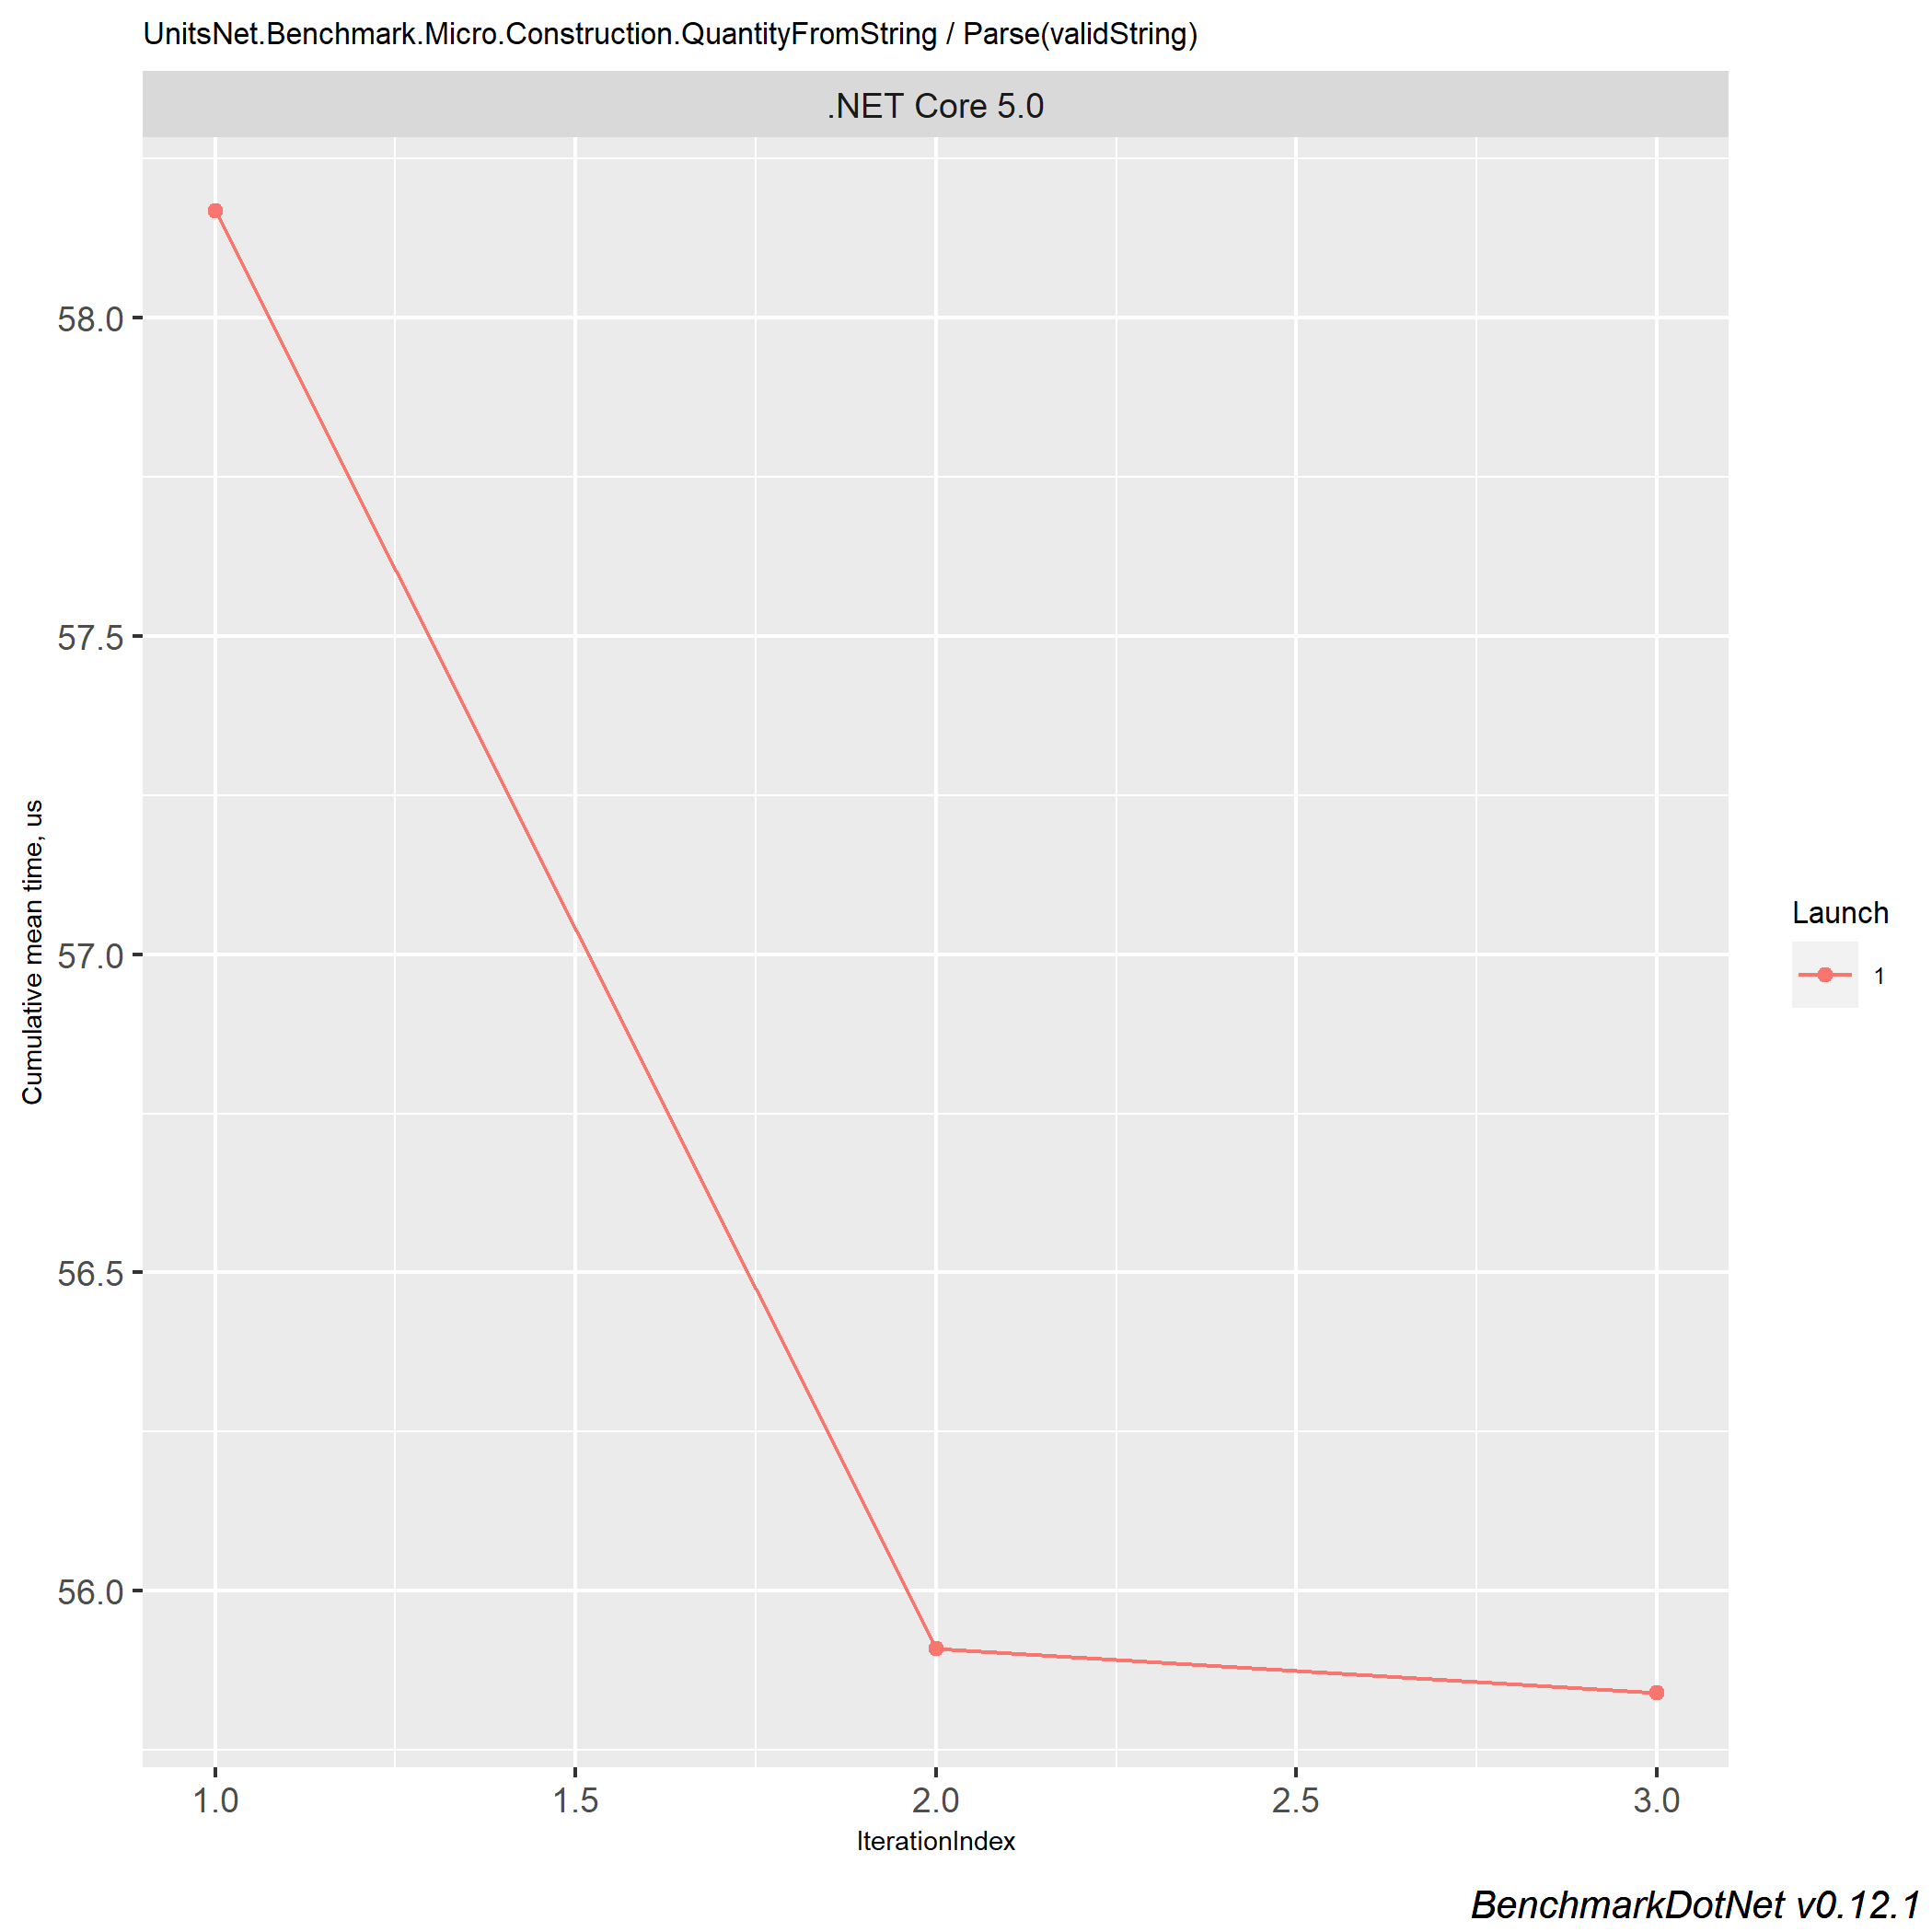 UnitsNet.Benchmark.Micro.Construction.QuantityFromString / Parse(validString)
.NET Core 5.0
58.0
57.5
57.0
56.5
56.0
Cumulative mean time, us
1.0 1.5 2.0 2.5 3.0
IterationIndex
Launch
1
BenchmarkDotNet v0.12.1